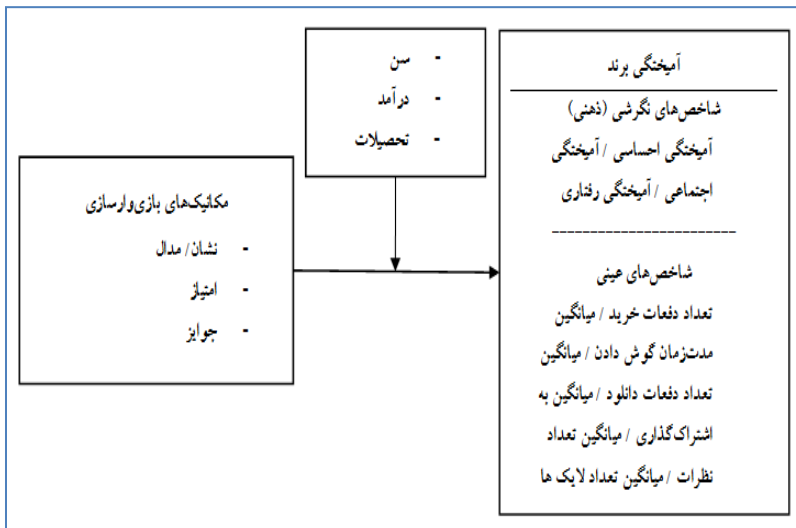 آمیختگی برند
شاخص‌های نگرشی (ذهنی)
آمیختگی احساسی / آمیختگی
اجتماعی / آمیختگی رفتاری
------------------------
شاخص‌های عینی
تعداد دفعات خرید / میانگین
مدت‌زمان گوش دادن / میانگین
تعداد دفعات دانلود / میانگین به
اشتراک‌گذاری / میانگین تعداد
نظرات / میانگین تعداد لایک ها
- سن
- درآمد
- تحصیلات
مکانیک‌های بازی‌وارسازی
- نشان/ مدال
- امتیاز
- جوایز